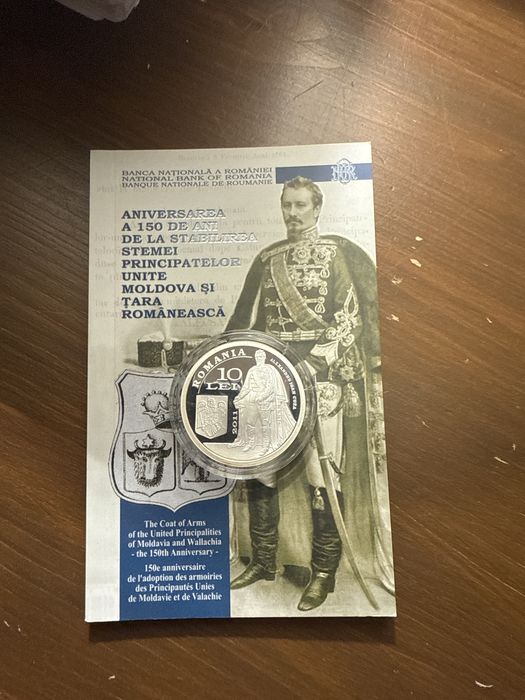 BANCA NAŢIONALĂ A ROMÂNIEI
NATIONAL BANK OF ROMANIA
BANQUE NATIONALE DE ROUMANIE
ANIVERSAREA
A 150 DE ANI
DE LA STABILIREA
STEMEI
PRINCIPATELOR
UNITE
MOLDOVA ŞI
ŢARA
ROMÂNEASCĂ
ROMANIA
10
LEI
2011
ALEXANDRU IOAN CUZA
The Coat of Arms
of the United Principalities
of Moldavia and Wallachia
- the 150th Anniversary -
150e anniversaire
de l'adoption des armoiries
des Principautés Unies
de Moldavie et de Valachie